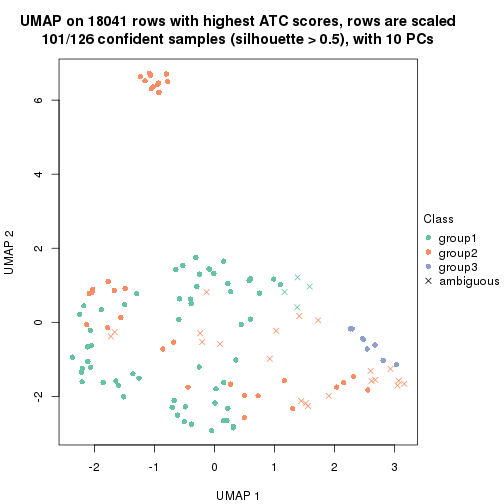 UMAP on 18041 rows with highest ATC scores, rows are scaled
101/126 confident samples (silhouette > 0.5), with 10 PCs
6
4
2
0
-2
UMAP 2
-2
-1
0
1
2
3
UMAP 1
Class
group1
group2
group3
ambiguous